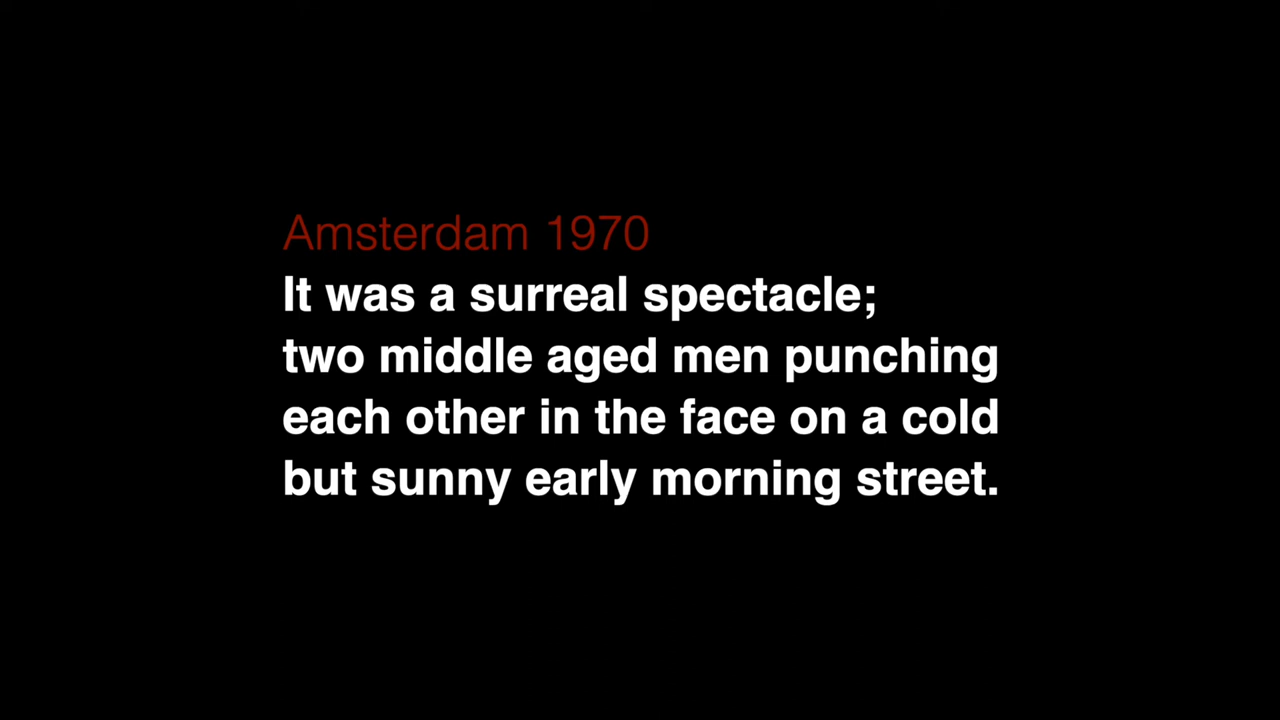 Amsterdam 1970
It was a surreal spectacle;
two middle aged men punching
each other in the face on a cold
but sunny early morning street.